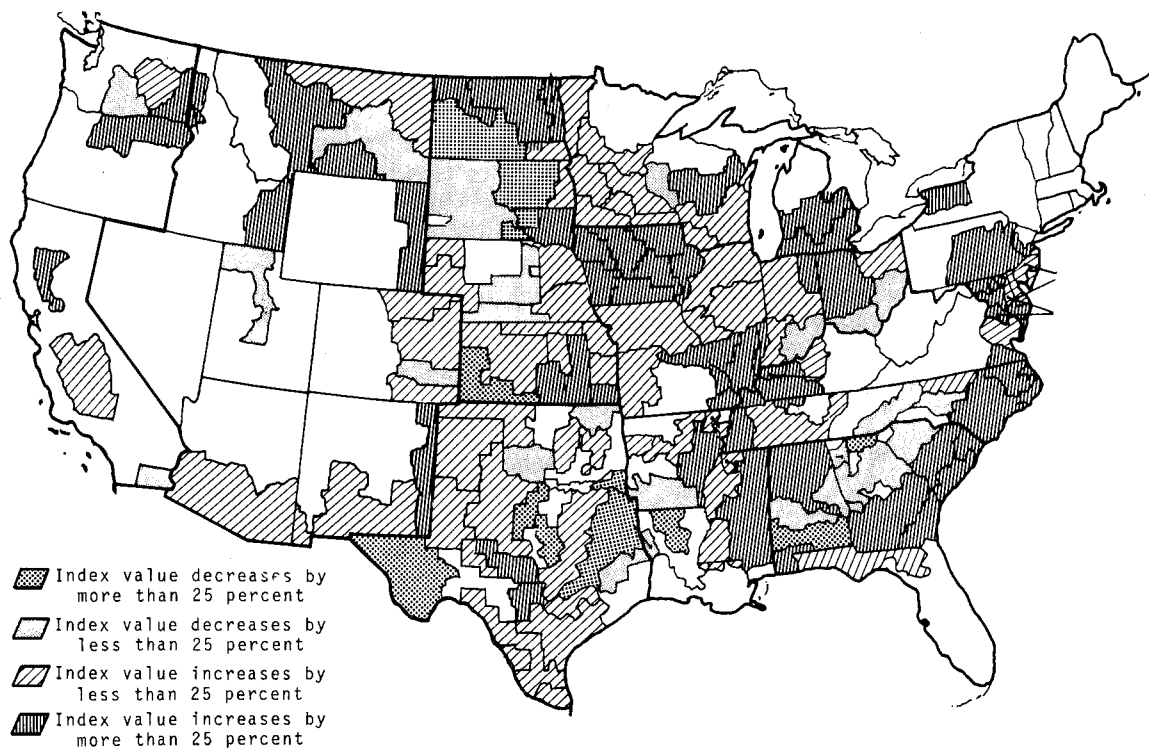 Index value decreases by
more than 25 percent
Index value decreases by
less than 25 percent
Index value increases by
less than 25 percent
Index value increases by
more than 25 percent